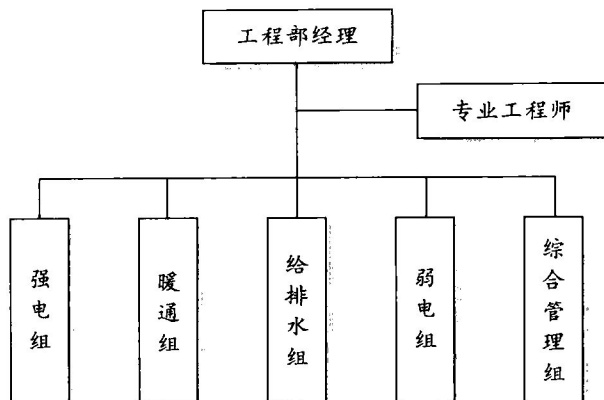 工程部经理
专业工程师
强电组
暖通组
给排水组
弱电组
综合管理组